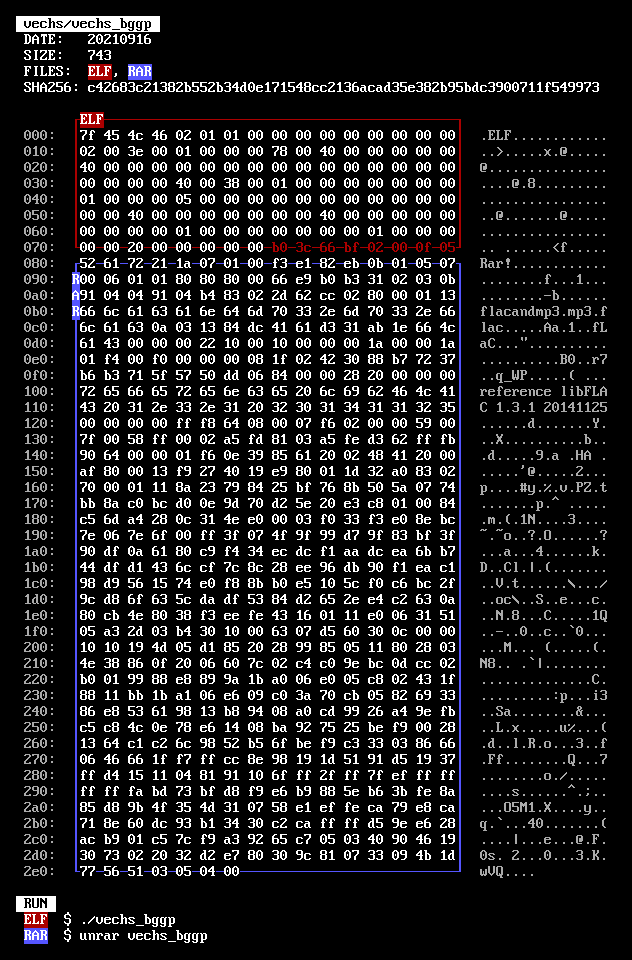 vechs/vechs_bggp
DATE: 20210916
SIZE: 743
FILES: ELF, RAR
SHA256: c42683c21382b552b34d0e171548cc2136acad35e382b95bdc3900711f549973
ELF
000: 7f 45 4c 46 02 01 01 00 00 00 00 00 00 00 00 00 .ELF............
010: 02 00 3e 00 01 00 00 00 78 00 40 00 00 00 00 00 ..>.....x.@.....
020: 40 00 00 00 00 00 00 00 00 00 00 00 00 00 00 00 @...............
030: 00 00 00 00 40 00 38 00 01 00 00 00 00 00 00 00 ....@.8.........
040: 01 00 00 00 05 00 00 00 00 00 00 00 00 00 00 00 ................
050: 00 00 40 00 00 00 00 00 00 00 40 00 00 00 00 00 ..@.......@.....
060: 00 00 00 00 00 01 00 00 00 00 00 00 01 00 00 00 ................
070: 00 00 20 00 00 00 00 00 b0 3c 66 bf 02 00 0f 05 .. ......<f.....
080: 52 61 72 21 1a 07 01 00 f3 e1 82 eb 0b 01 05 07 Rar!............
RAR
090: 00 06 01 01 80 80 80 00 66 e9 b0 b3 31 02 03 0b ........f...1...
0a0: 91 04 04 91 04 b4 83 02 2d 62 cc 02 80 00 01 13 ........-b......
0b0: 66 6c 61 63 61 6e 64 6d 70 33 2e 6d 70 33 2e 66 flacandmp3.mp3.f
0c0: 6c 61 63 0a 03 13 84 dc 41 61 d3 31 ab 1e 66 4c lac.....Aa.1..fL
0d0: 61 43 00 00 00 22 10 00 10 00 00 00 1a 00 00 1a aC..."..........
0e0: 01 f4 00 f0 00 00 00 08 1f 02 42 30 88 b7 72 37 ..........B0..r7
0f0: b6 b3 71 5f 57 50 dd 06 84 00 00 28 20 00 00 00 ..q_WP.....( ...
100: 72 65 66 65 72 65 6e 63 65 20 6c 69 62 46 4c 41 reference libFLA
110: 43 20 31 2e 33 2e 31 20 32 30 31 34 31 31 32 35 C 1.3.1 20141125
120: 00 00 00 00 ff f8 64 08 00 07 f6 02 00 00 59 00 ......d.......Y.
130: 7f 00 58 ff 00 02 a5 fd 81 03 a5 fe d3 62 ff fb ..X..........b..
140: 90 64 00 00 01 f6 0e 39 85 61 20 02 48 41 20 00 .d.....9.a .HA .
150: af 80 00 13 f9 27 40 19 e9 80 01 1d 32 a0 83 02 .....'@.....2...
160: 70 00 01 11 8a 23 79 84 25 bf 76 8b 50 5a 07 74 p....#y.%.v.PZ.t
170: bb 8a c0 bc d0 0e 9d 70 d2 5e 20 e3 c8 01 00 84 .......p.^ .....
180: c5 6d a4 28 0c 31 4e e0 00 03 f0 33 f3 e0 8e bc .m.(.1N....3....
190: 7e 06 7e 6f 00 ff 3f 07 4f 9f 99 d7 9f 83 bf 3f ~.~o..?.O......?
1a0: 90 df 0a 61 80 c9 f4 34 ec dc f1 aa dc ea 6b b7 ...a...4......k.
1b0: 44 df d1 43 6c cf 7c 8c 28 ee 96 db 90 f1 ea c1 D..Cl.|.(.......
1c0: 98 d9 56 15 74 e0 f8 8b b0 e5 10 5c f0 c6 bc 2f ..V.t......\.../
1d0: 9c d8 6f 63 5c da df 53 84 d2 65 2e e4 c2 63 0a ..oc\..S..e...c.
1e0: 80 cb 4e 80 38 f3 ee fe 43 16 01 11 e0 06 31 51 ..N.8...C.....1Q
1f0: 05 a3 2d 03 b4 30 10 00 63 07 d5 60 30 0c 00 00 ..-..0..c..`0...
200: 10 10 19 4d 05 d1 85 20 28 99 85 05 11 80 28 03 ...M... (.....(.
210: 4e 38 86 0f 20 06 60 7c 02 c4 c0 9e bc 0d cc 02 N8.. .`|........
220: b0 01 99 88 e8 89 9a 1b a0 06 e0 05 c8 02 43 1f ..............C.
230: 88 11 bb 1b a1 06 e6 09 c0 3a 70 cb 05 82 69 33 .........:p...i3
240: 86 e8 53 61 98 13 b8 94 08 a0 cd 99 26 a4 9e fb ..Sa........&...
250: c5 c8 4c 0e 78 e6 14 08 ba 92 75 25 be f9 00 28 ..L.x.....u%...(
260: 13 64 c1 c2 6c 98 52 b5 6f be f9 c3 33 03 86 66 .d..l.R.o...3..f
270: 06 46 66 1f f7 ff cc 8e 98 19 1d 51 91 d5 19 37 .Ff........Q...7
280: ff fd 45 15 11 04 81 91 10 6f ff 2f ff 7f ef ff ff .........o./....
290: ff ff fa bd 73 bf d8 f9 e6 b9 88 5e b6 3b fe 8a ....s......^.;..
2a0: 85 d8 9b 4f 35 4d 31 07 58 e1 ef fe ca 79 e8 ca ...O5M1.X....y..
2b0: 71 8e 60 dc 93 b1 34 30 c2 ca ff ff d5 9e e6 28 q.`...40.......(
2c0: ac b9 01 c5 7c f9 a3 92 65 c7 05 03 40 90 46 19 ....|...e...@.F.
2d0: 30 73 02 20 32 d2 e7 80 30 9c 81 07 33 09 4b 1d 0s. 2...0...3.K.
2e0: 77 56 51 03 05 04 00 wVQ....
RUN
ELF $ ./vechs_bggp
RAR $ unrar vechs_bggp